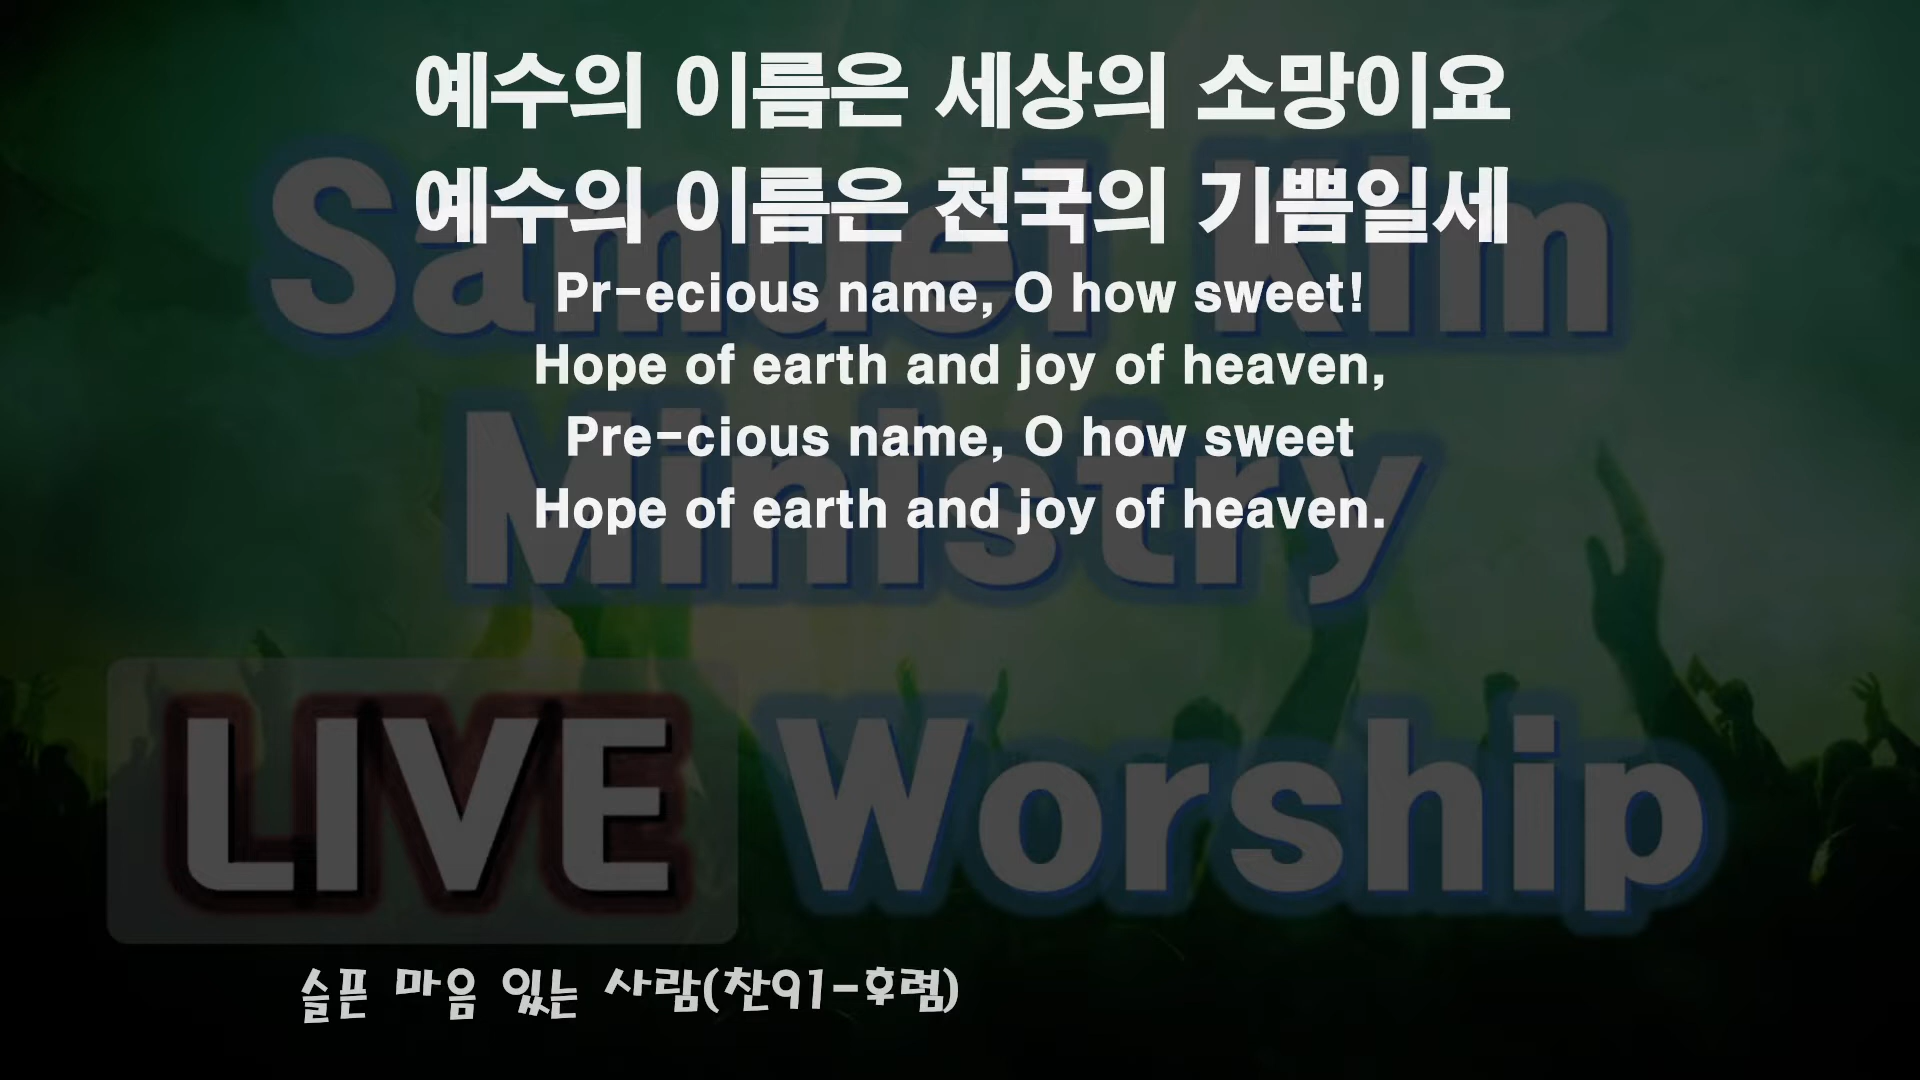 예수의 이름은 세상의 소망이요
예수의 이름은 천국의 기쁨일세
Pr-ecious name, O how sweet!
Hope of earth and joy of heaven,
Pre-cious name, O how sweet
Hope of earth and joy of heaven.
Samuel Kim
Ministry
LIVE Worship
슬픈 마음 있는 사람(찬91-후렴)